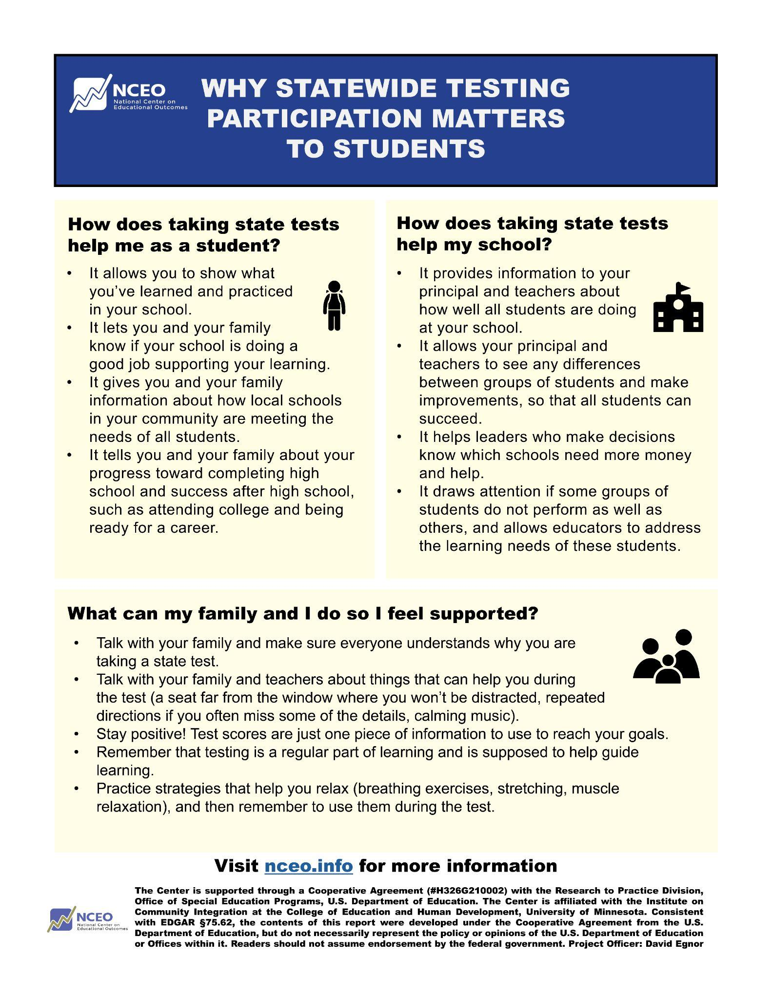 NCEO
National Center on
Educational Outcomes
WHY STATEWIDE TESTING
PARTICIPATION MATTERS
TO STUDENTS
How does taking state tests
help me as a student?
• It allows you to show what
you’ve learned and practiced
in your school.
• It lets you and your family
know if your school is doing a
good job supporting your learning.
• It gives you and your family
information about how local schools
in your community are meeting the
needs of all students.
• It tells you and your family about your
progress toward completing high
school and success after high school,
such as attending college and being
ready for a career.
How does taking state tests
help my school?
• It provides information to your
principal and teachers about
how well all students are doing
at your school.
• It allows your principal and
teachers to see any differences
between groups of students and make
improvements, so that all students can
succeed.
• It helps leaders who make decisions
know which schools need more money
and help.
• It draws attention if some groups of
students do not perform as well as
others, and allows educators to address
the learning needs of these students.
What can my family and I do so I feel supported?
• Talk with your family and make sure everyone understands why you are
taking a state test.
• Talk with your family and teachers about things that can help you during
the test (a seat far from the window where you won’t be distracted, repeated
directions if you often miss some of the details, calming music).
• Stay positive! Test scores are just one piece of information to use to reach your goals.
• Remember that testing is a regular part of learning and is supposed to help guide
learning.
• Practice strategies that help you relax (breathing exercises, stretching, muscle
relaxation), and then remember to use them during the test.
Visit nceo.info for more information
NCEO
National Center on
Educational Outcomes
The Center is supported through a Cooperative Agreement (#H326G210002) with the Research to Practice Division,
Office of Special Education Programs, U.S. Department of Education. The Center is affiliated with the Institute on
Community Integration at the College of Education and Human Development, University of Minnesota. Consistent
with EDGAR §75.62, the contents of this report were developed under the Cooperative Agreement from the U.S.
Department of Education, but do not necessarily represent the policy or opinions of the U.S. Department of Education
or Offices within it. Readers should not assume endorsement by the federal government. Project Officer: David Egnor